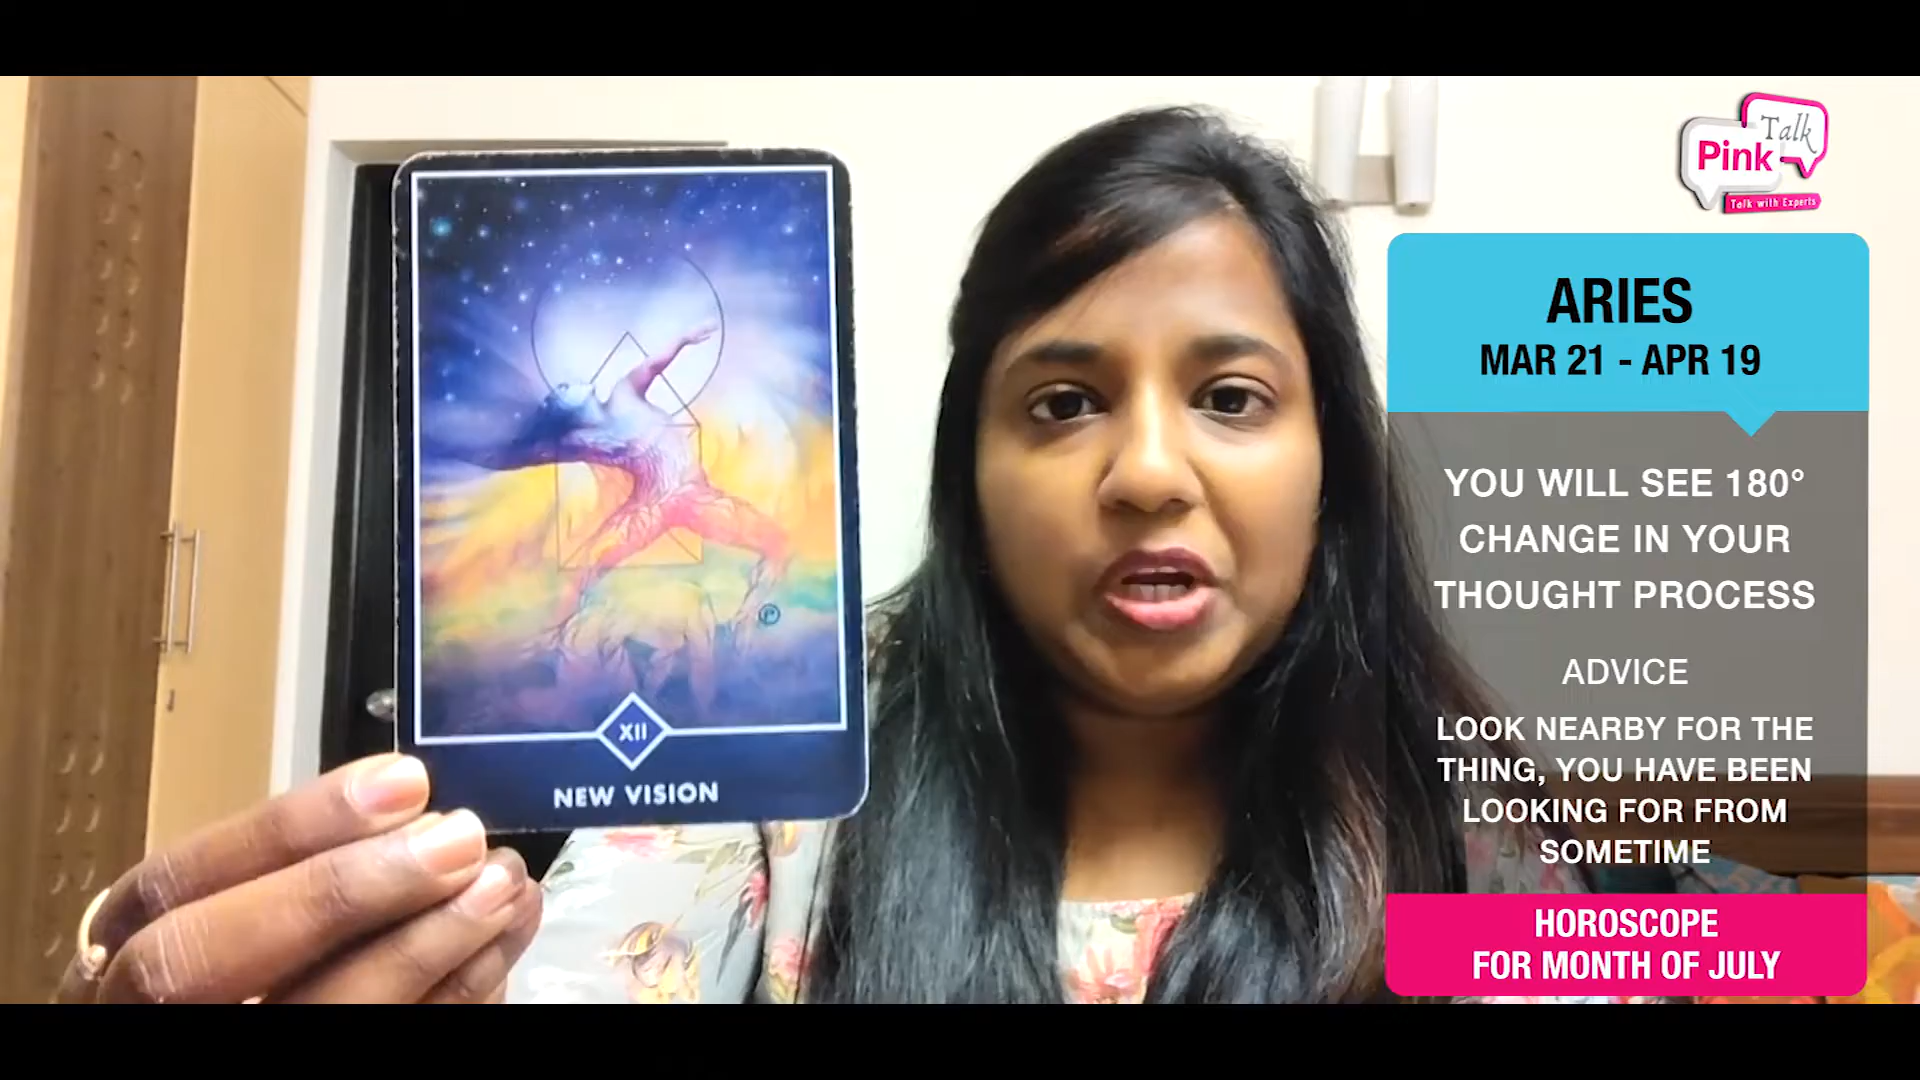 Talk
Pink
Talk with Experts
ARIES
MAR 21 - APR 19
YOU WILL SEE 180°
CHANGE IN YOUR
THOUGHT PROCESS
ADVICE
LOOK NEARBY FOR THE
THING, YOU HAVE BEEN
LOOKING FOR FROM
SOMETIME
HOROSCOPE
FOR MONTH OF JULY
XII
NEW VISION